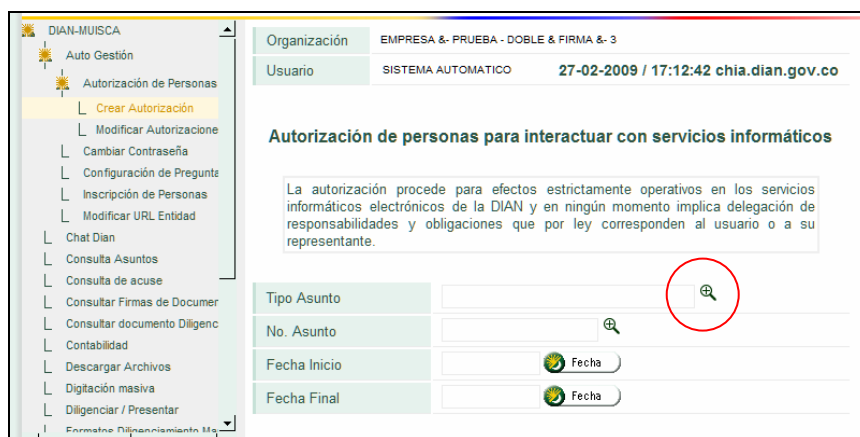 DIAN-MUISCA
Auto Gestión
Autorización de Personas
Crear Autorización
Modificar Autorizacione
Cambiar Contraseña
Configuración de Pregunta
Inscripción de Personas
Modificar URL Entidad
Chat Dian
Consulta Asuntos
Consulta de acuse
Consultar Firmas de Documer
Consultar documento Diligenc
Contabilidad
Descargar Archivos
Digitación masiva
Diligenciar / Presentar
Formatos Diligenciamiento Ma
Organización EMPRESA &- PRUEBA - DOBLE & FIRMA &- 3
Usuario SISTEMA AUTOMATICO 27-02-2009 / 17:12:42 chia.dian.gov.co
Autorización de personas para interactuar con servicios informáticos
La autorización procede para efectos estrictamente operativos en los servicios
informáticos electrónicos de la DIAN y en ningún momento implica delegación de
responsabilidades y obligaciones que por ley corresponden al usuario o a su
representante.
Tipo Asunto
No. Asunto
Fecha Inicio Fecha
Fecha Final Fecha